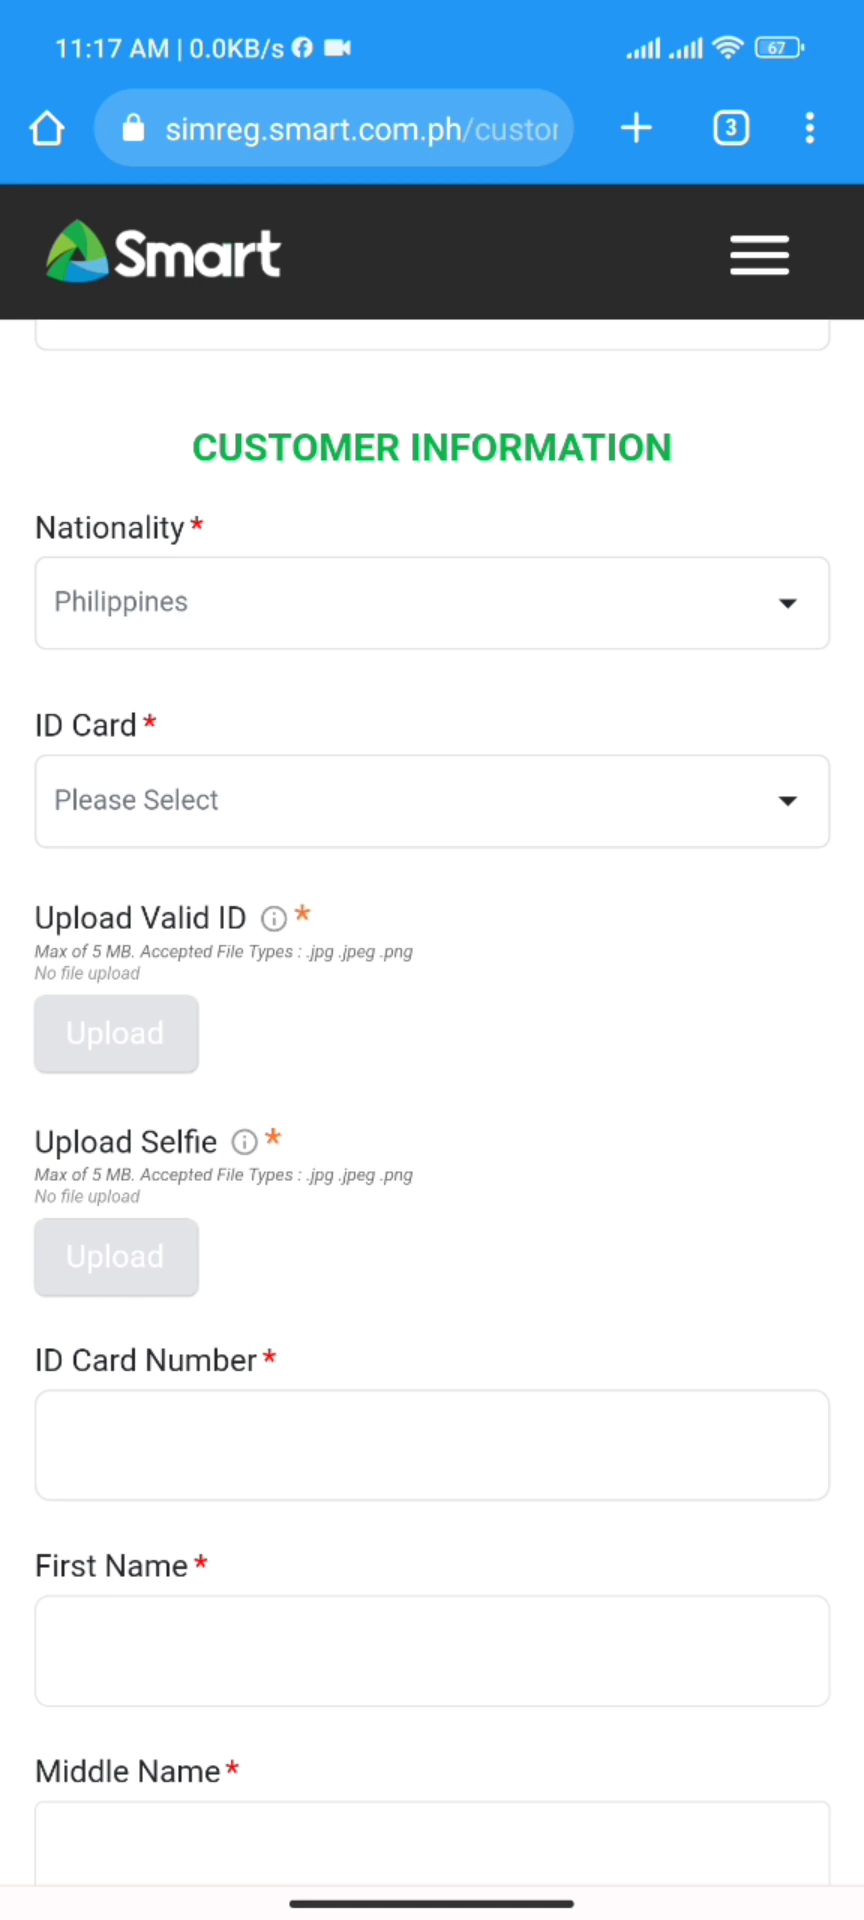 11:17 AM | 0.0KB/s
67
simreg.smart.com.ph/custor
3
Smart
CUSTOMER INFORMATION
Nationality *
Philippines
ID Card *
Please Select
Upload Valid ID *
Max of 5 MB. Accepted File Types : .jpg .jpeg .png
No file upload
Upload
Upload Selfie *
Max of 5 MB. Accepted File Types : .jpg .jpeg .png
No file upload
Upload
ID Card Number *
First Name *
Middle Name *